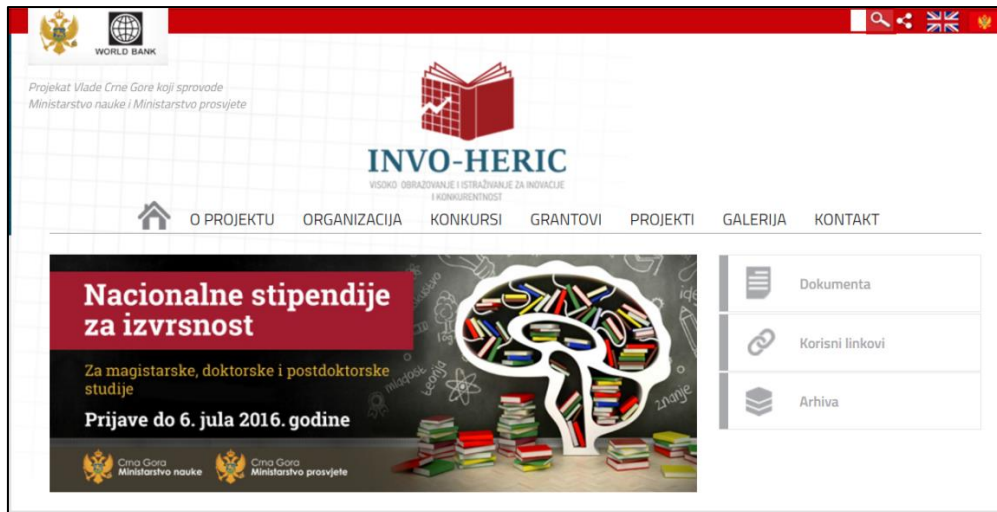 WORLD BANK
Projekat Vlade Crne Gore koji sprovode
Ministarstvo nauke i Ministarstvo prosvjete
INVO-HERIC
VISOKO OBRAZOVANJE I ISTRAŽIVANJE ZA INOVACIJE
I KONKURENTNOST
O PROJEKTU ORGANIZACIJA KONKURSI GRANTOVI PROJEKTI GALERIJA KONTAKT
Nacionalne stipendije
za izvrsnost
Za magistarske, doktorske i postdoktorske
studije
Prijave do 6. jula 2016. godine
Crna Gora
Ministarstvo nauke
Crna Gora
Ministarstvo prosvjete
mladost
znanje
Dokumenta
Korisni linkovi
Arhiva